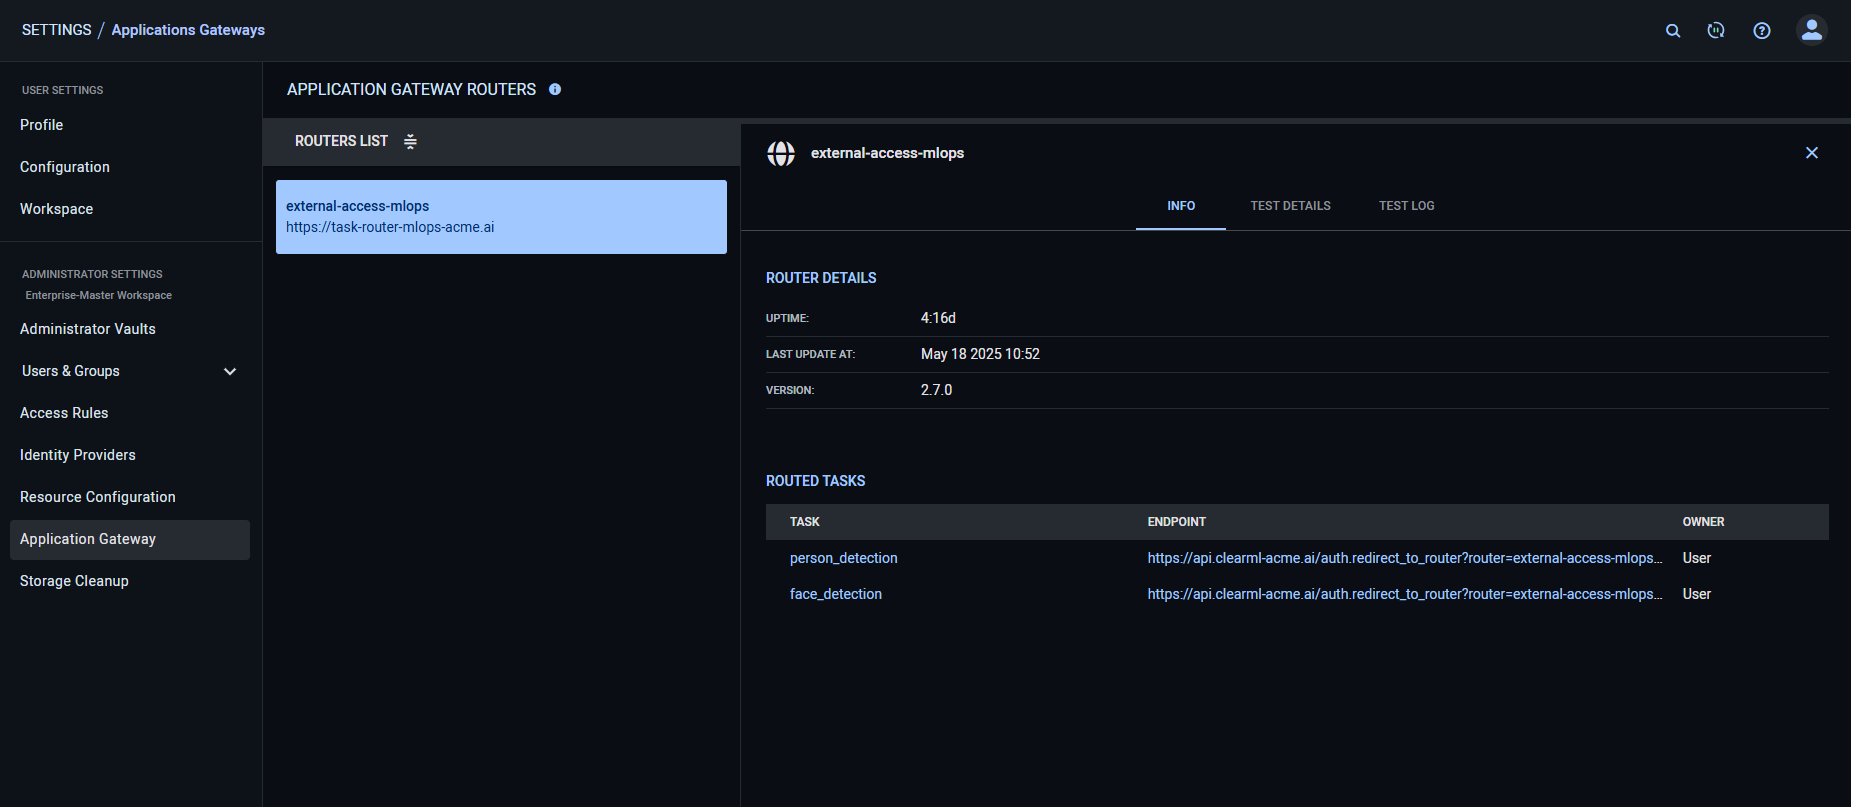 SETTINGS / Applications Gateways
USER SETTINGS
Profile
Configuration
Workspace
ADMINISTRATOR SETTINGS
Enterprise-Master Workspace
Administrator Vaults
Users & Groups
Access Rules
Identity Providers
Resource Configuration
Application Gateway
Storage Cleanup
APPLICATION GATEWAY ROUTERS
ROUTERS LIST
external-access-mlops
https://task-router-mlops-acme.ai
external-access-mlops
INFO TEST DETAILS TEST LOG
ROUTER DETAILS
UPTIME: 4:16d
LAST UPDATE AT: May 18 2025 10:52
VERSION: 2.7.0
ROUTED TASKS
TASK ENDPOINT OWNER
person_detection https://api.clearml-acme.ai/auth.redirect_to_router?router=external-access-mlops... User
face_detection https://api.clearml-acme.ai/auth.redirect_to_router?router=external-access-mlops... User